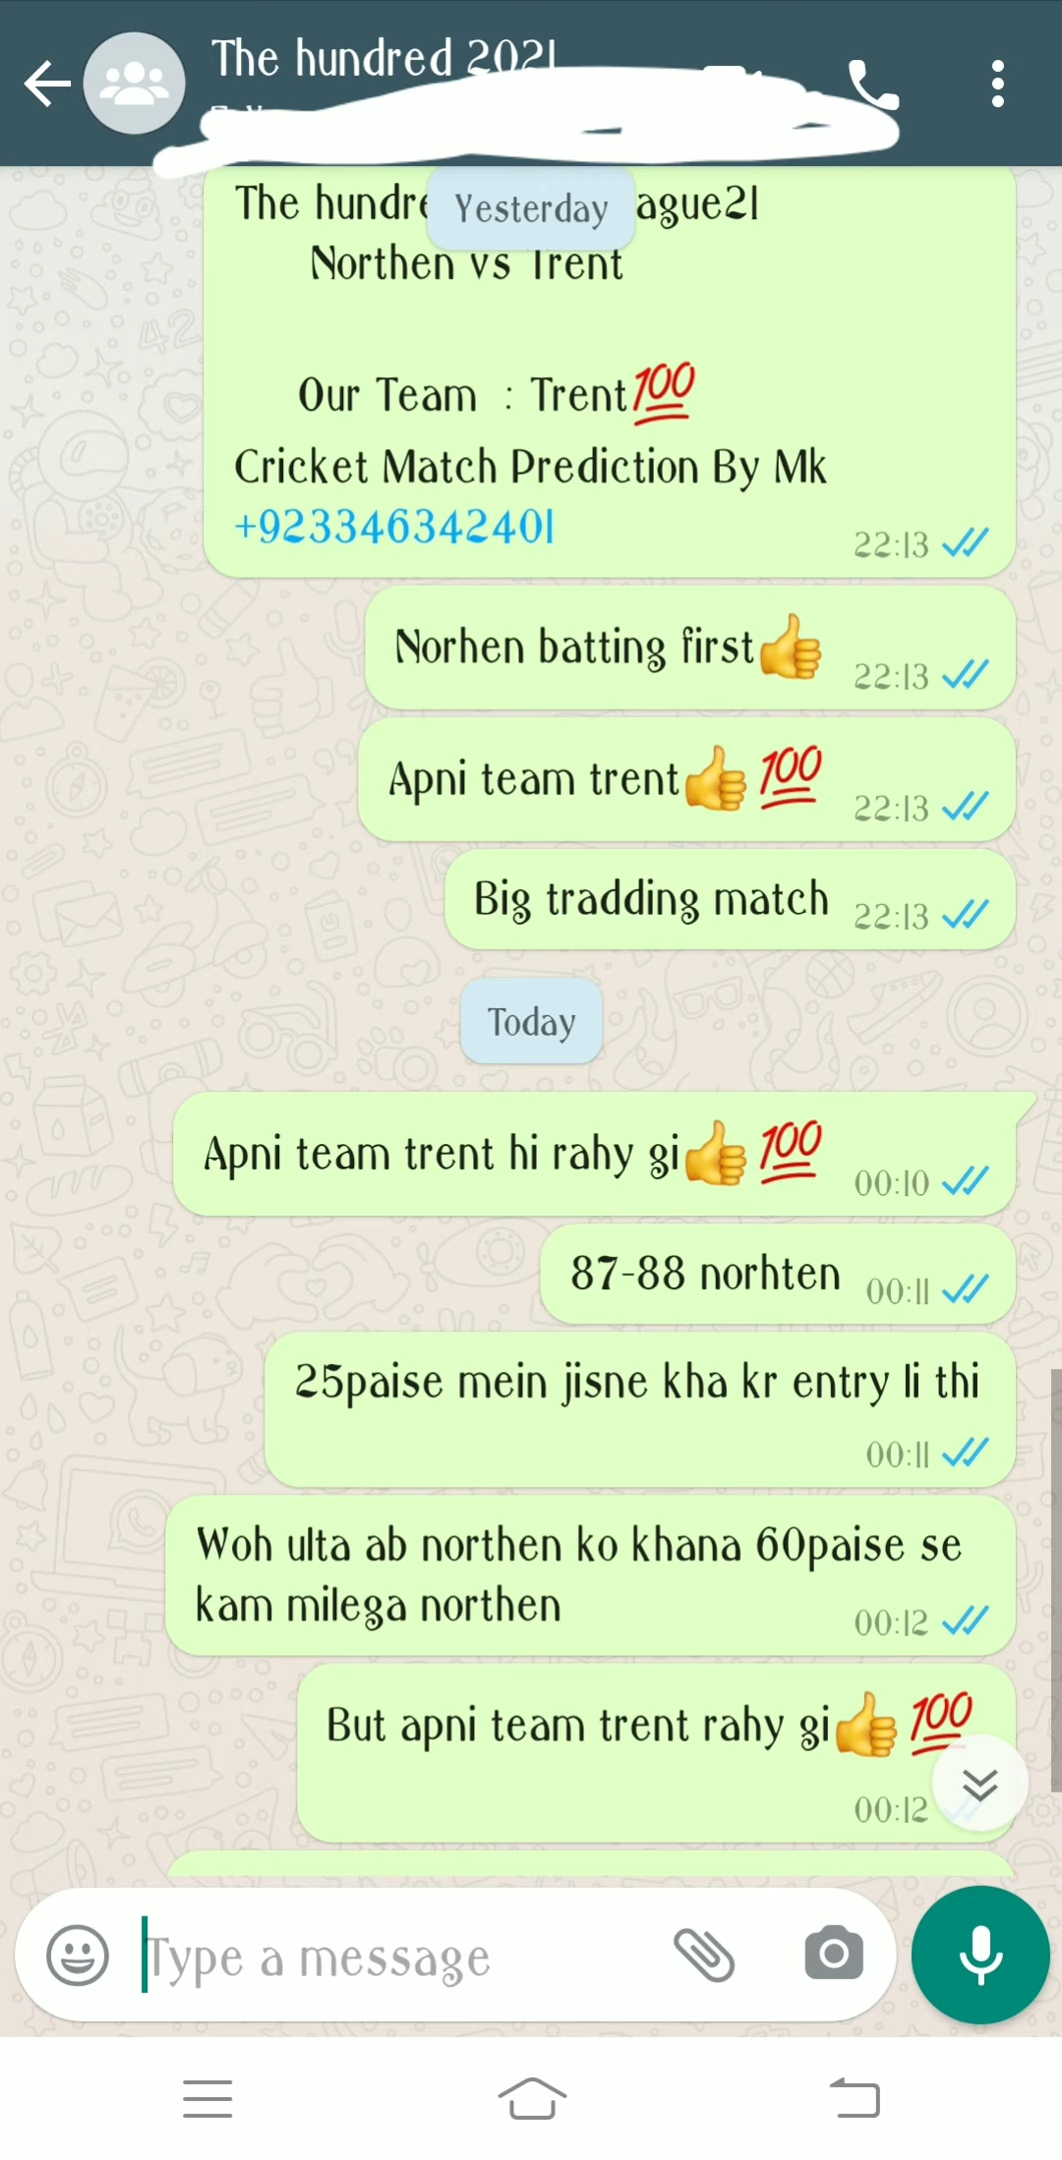 The hundred 2021
Yesterday
The hundre ague21
Northen vs Trent
Our Team : Trent💯
Cricket Match Prediction By Mk
+923346342401
22:13
Norhen batting first👍
22:13
Apni team trent👍💯
22:13
Big tradding match
22:13
Today
Apni team trent hi rahy gi👍💯
00:10
87-88 norhten
00:11
25paise mein jisne kha kr entry li thi
00:11
Woh ulta ab northen ko khana 60paise se
kam milega northen
00:12
But apni team trent rahy gi👍💯
00:12
Type a message